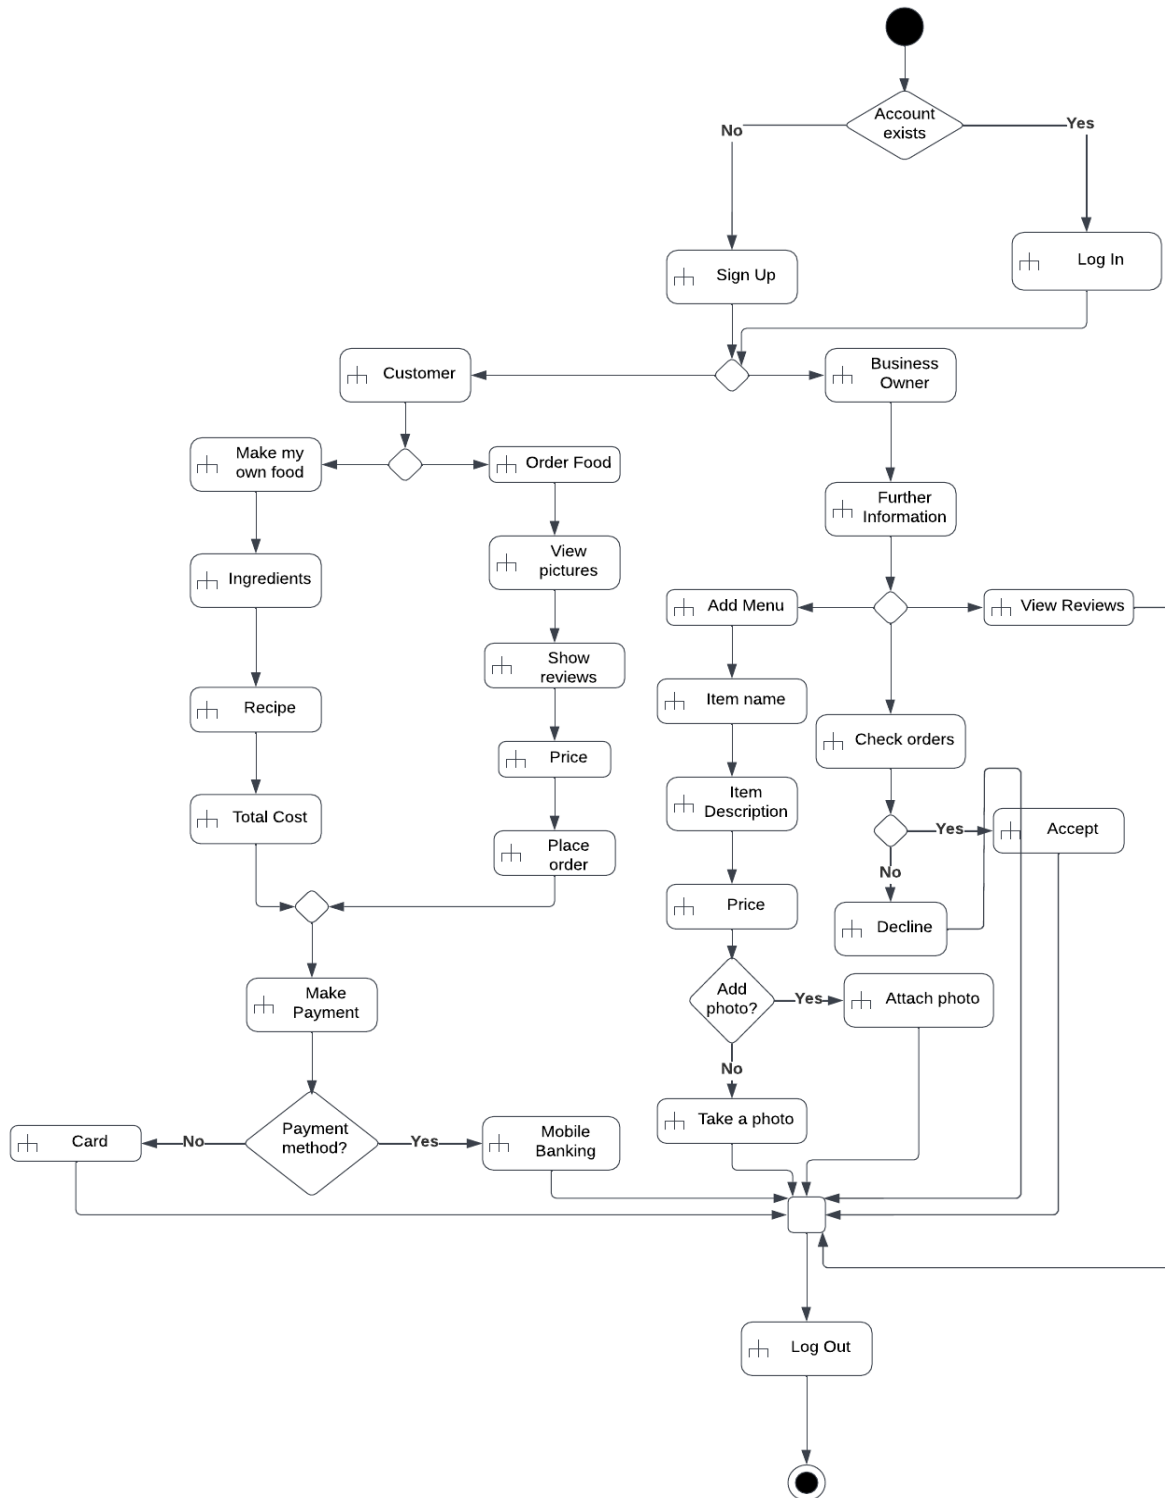 Account
exists
No
Yes
Sign Up
Log In
Customer
Business
Owner
Make my
own food
Order Food
Further
Information
Ingredients
View
pictures
Add Menu
View Reviews
Show
reviews
Recipe
Item name
Check orders
Price
Total Cost
Item
Description
Yes
Accept
Place
order
No
Price
Decline
Make
Payment
Add
photo?
Yes
Attach photo
No
Take a photo
Card
No
Payment
method?
Yes
Mobile
Banking
Log Out